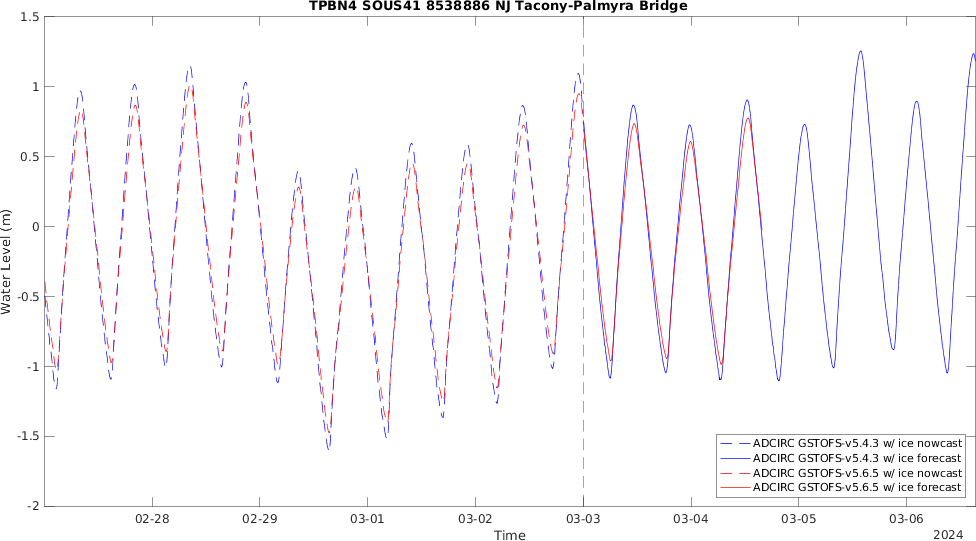 TPBN4 SOUS41 8538886 NJ Tacony-Palmyra Bridge
1.5
1
0.5
0
-0.5
-1
-1.5
-2
Water Level (m)
ADCIRC GSTOFS-v5.4.3 w/ ice nowcast
ADCIRC GSTOFS-v5.4.3 w/ ice forecast
ADCIRC GSTOFS-v5.6.5 w/ ice nowcast
ADCIRC GSTOFS-v5.6.5 w/ ice forecast
02-28 02-29 03-01 03-02 03-03 03-04 03-05 03-06
Time
2024